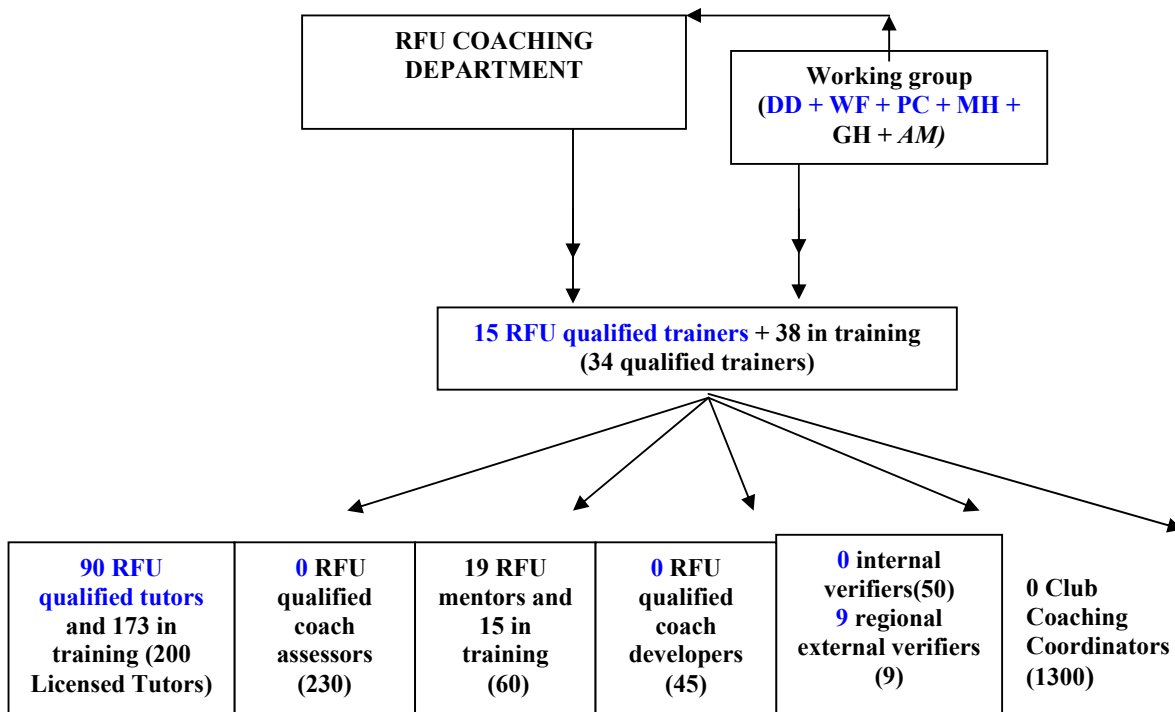 RFU COACHING
DEPARTMENT
Working group
(DD + WF + PC + MH +
GH + AM)
15 RFU qualified trainers + 38 in training
(34 qualified trainers)
90 RFU
qualified tutors
and 173 in
training (200
Licensed Tutors)
0 RFU
qualified
coach
assessors
(230)
19 RFU
mentors and
15 in
training
(60)
0 RFU
qualified
coach
developers
(45)
0 internal
verifiers(50)
9 regional
external verifiers
(9)
0 Club
Coaching
Coordinators
(1300)